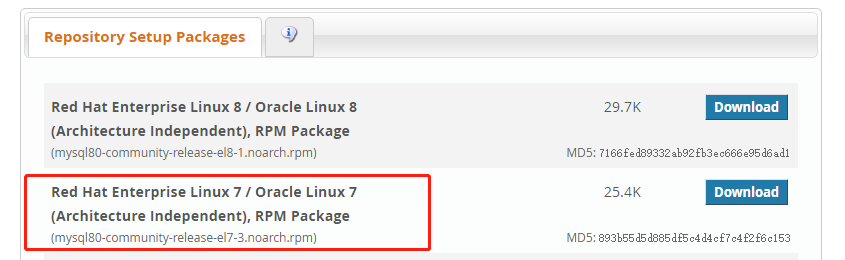 Repository Setup Packages
Red Hat Enterprise Linux 8 / Oracle Linux 8 29.7K Download
(Architecture Independent), RPM Package
(mysql80-community-release-el8-1.noarch.rpm) MD5: 7166fed89332ab92fb3ec666e95d6ad1
Red Hat Enterprise Linux 7 / Oracle Linux 7 25.4K Download
(Architecture Independent), RPM Package
(mysql80-community-release-el7-3.noarch.rpm) MD5: 893b55d5d885df5c4d4cf7c4f2f6c153